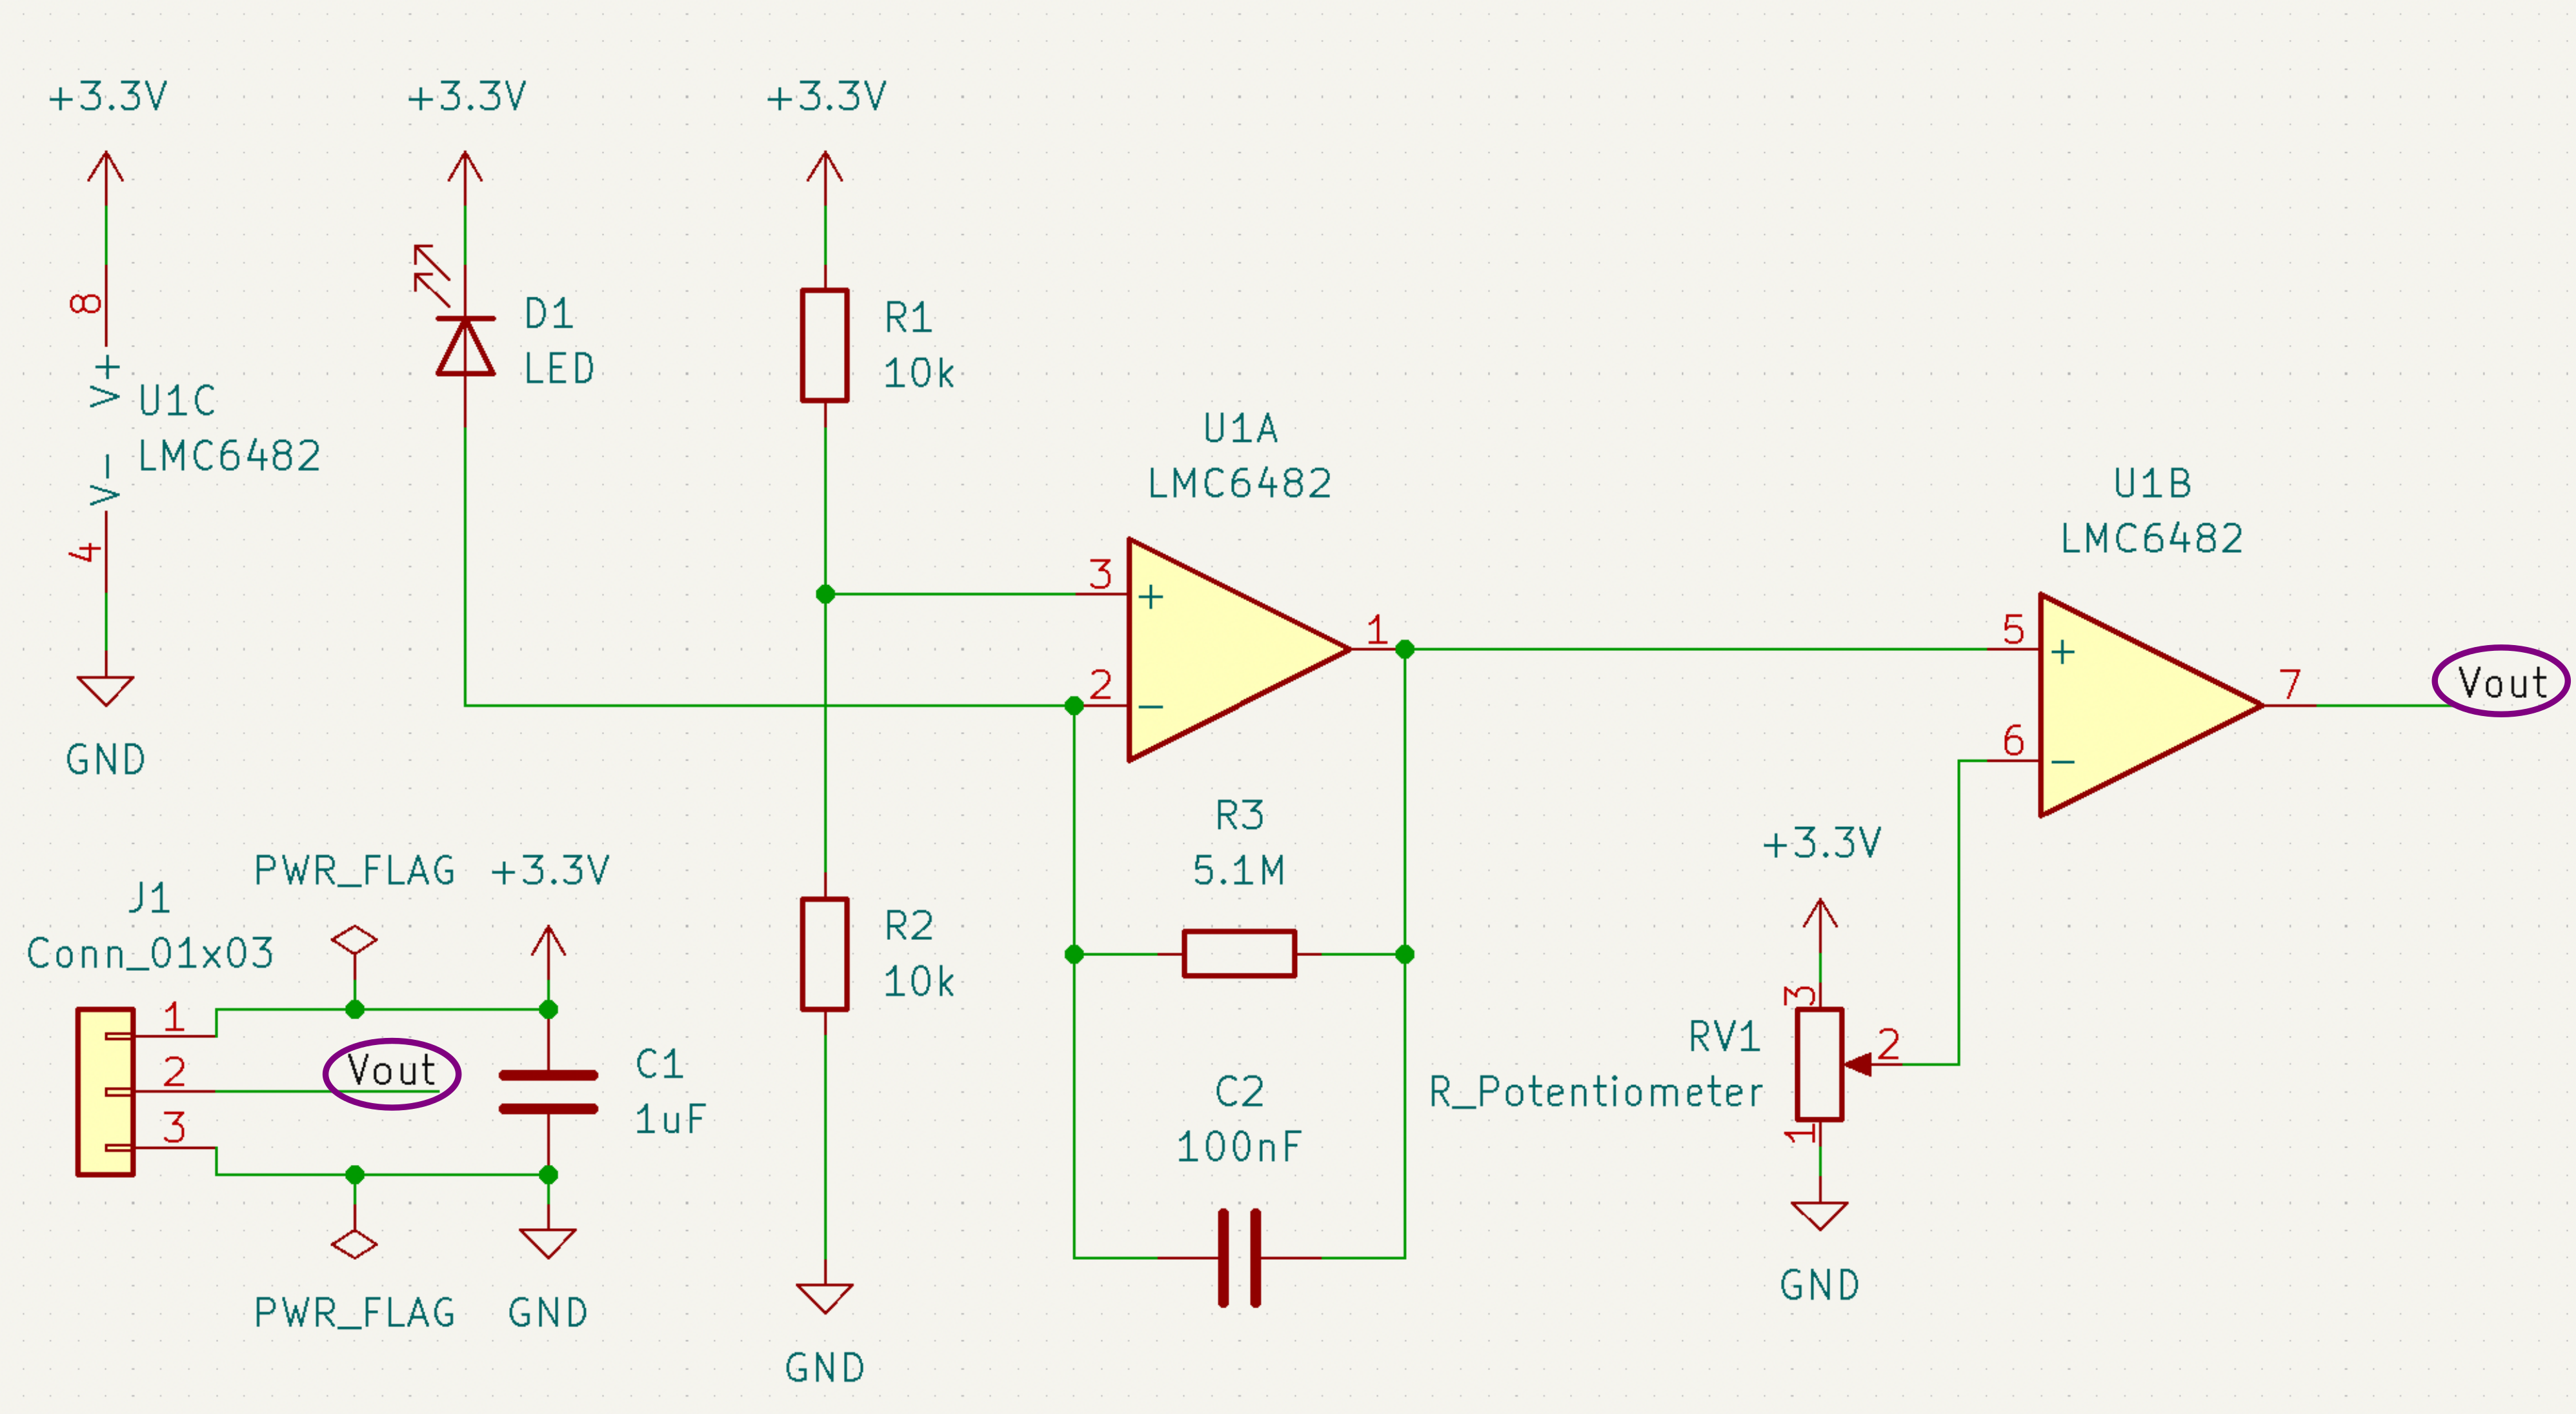 +3.3V
+3.3V
+3.3V
8
V+
U1C
LMC6482
V-
4
GND
D1
LED
R1
10k
U1A
LMC6482
3
+
2
-
1
U1B
LMC6482
5
+
6
-
7
Vout
R3
5.1M
C2
100nF
R2
10k
GND
+3.3V
3
RV1
R_Potentiometer
2
1
GND
PWR_FLAG
+3.3V
J1
Conn_01x03
1
2
3
Vout
C1
1uF
PWR_FLAG
GND